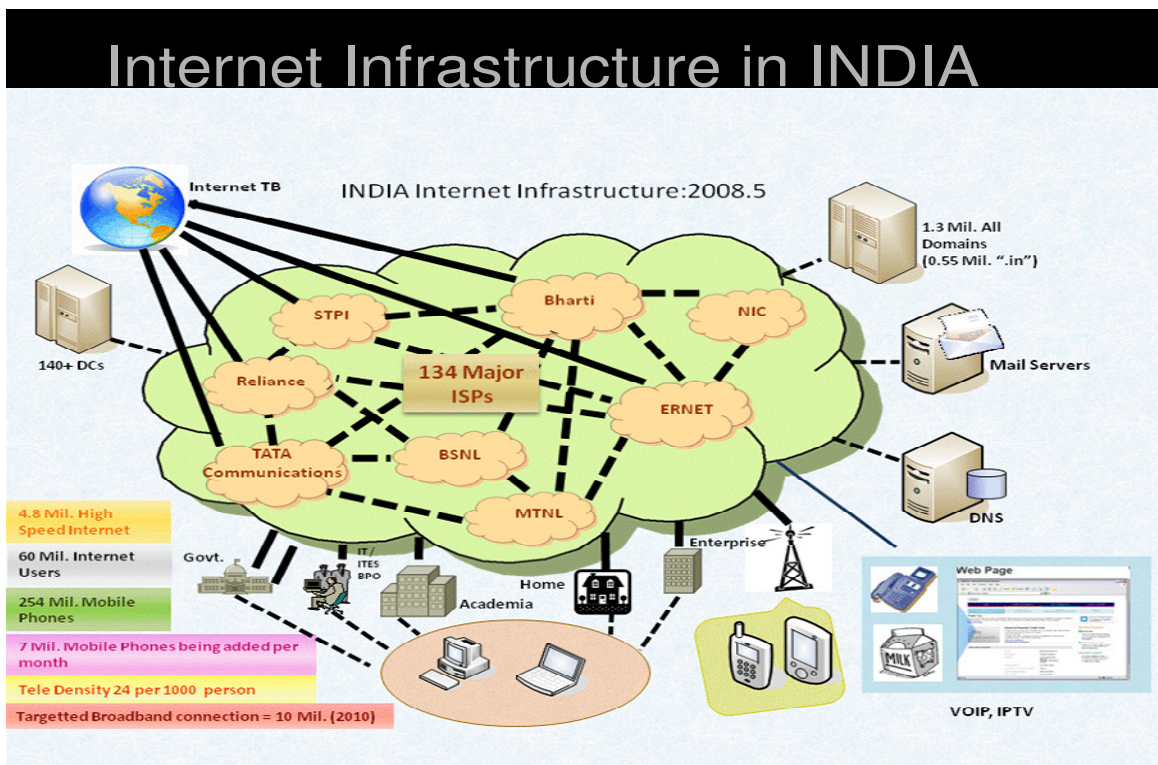 Internet Infrastructure in INDIA
Internet TB
INDIA Internet Infrastructure:2008.5
1.3 Mil. All
Domains
(0.55 Mil. “.in”)
Bharti
STPI
NIC
140+ DCs
134 Major
ISPs
Mail Servers
Reliance
ERNET
TATA
Communications
BSNL
MTNL
DNS
4.8 Mil. High
Speed Internet
60 Mil. Internet
Users
254 Mil. Mobile
Phones
7 Mil. Mobile Phones being added per
month
Tele Density 24 per 1000 person
Targetted Broadband connection = 10 Mil. (2010)
Govt.
IT/
ITES
BPO
Academia
Home
Enterprise
Web Page
MILK
VOIP, IPTV